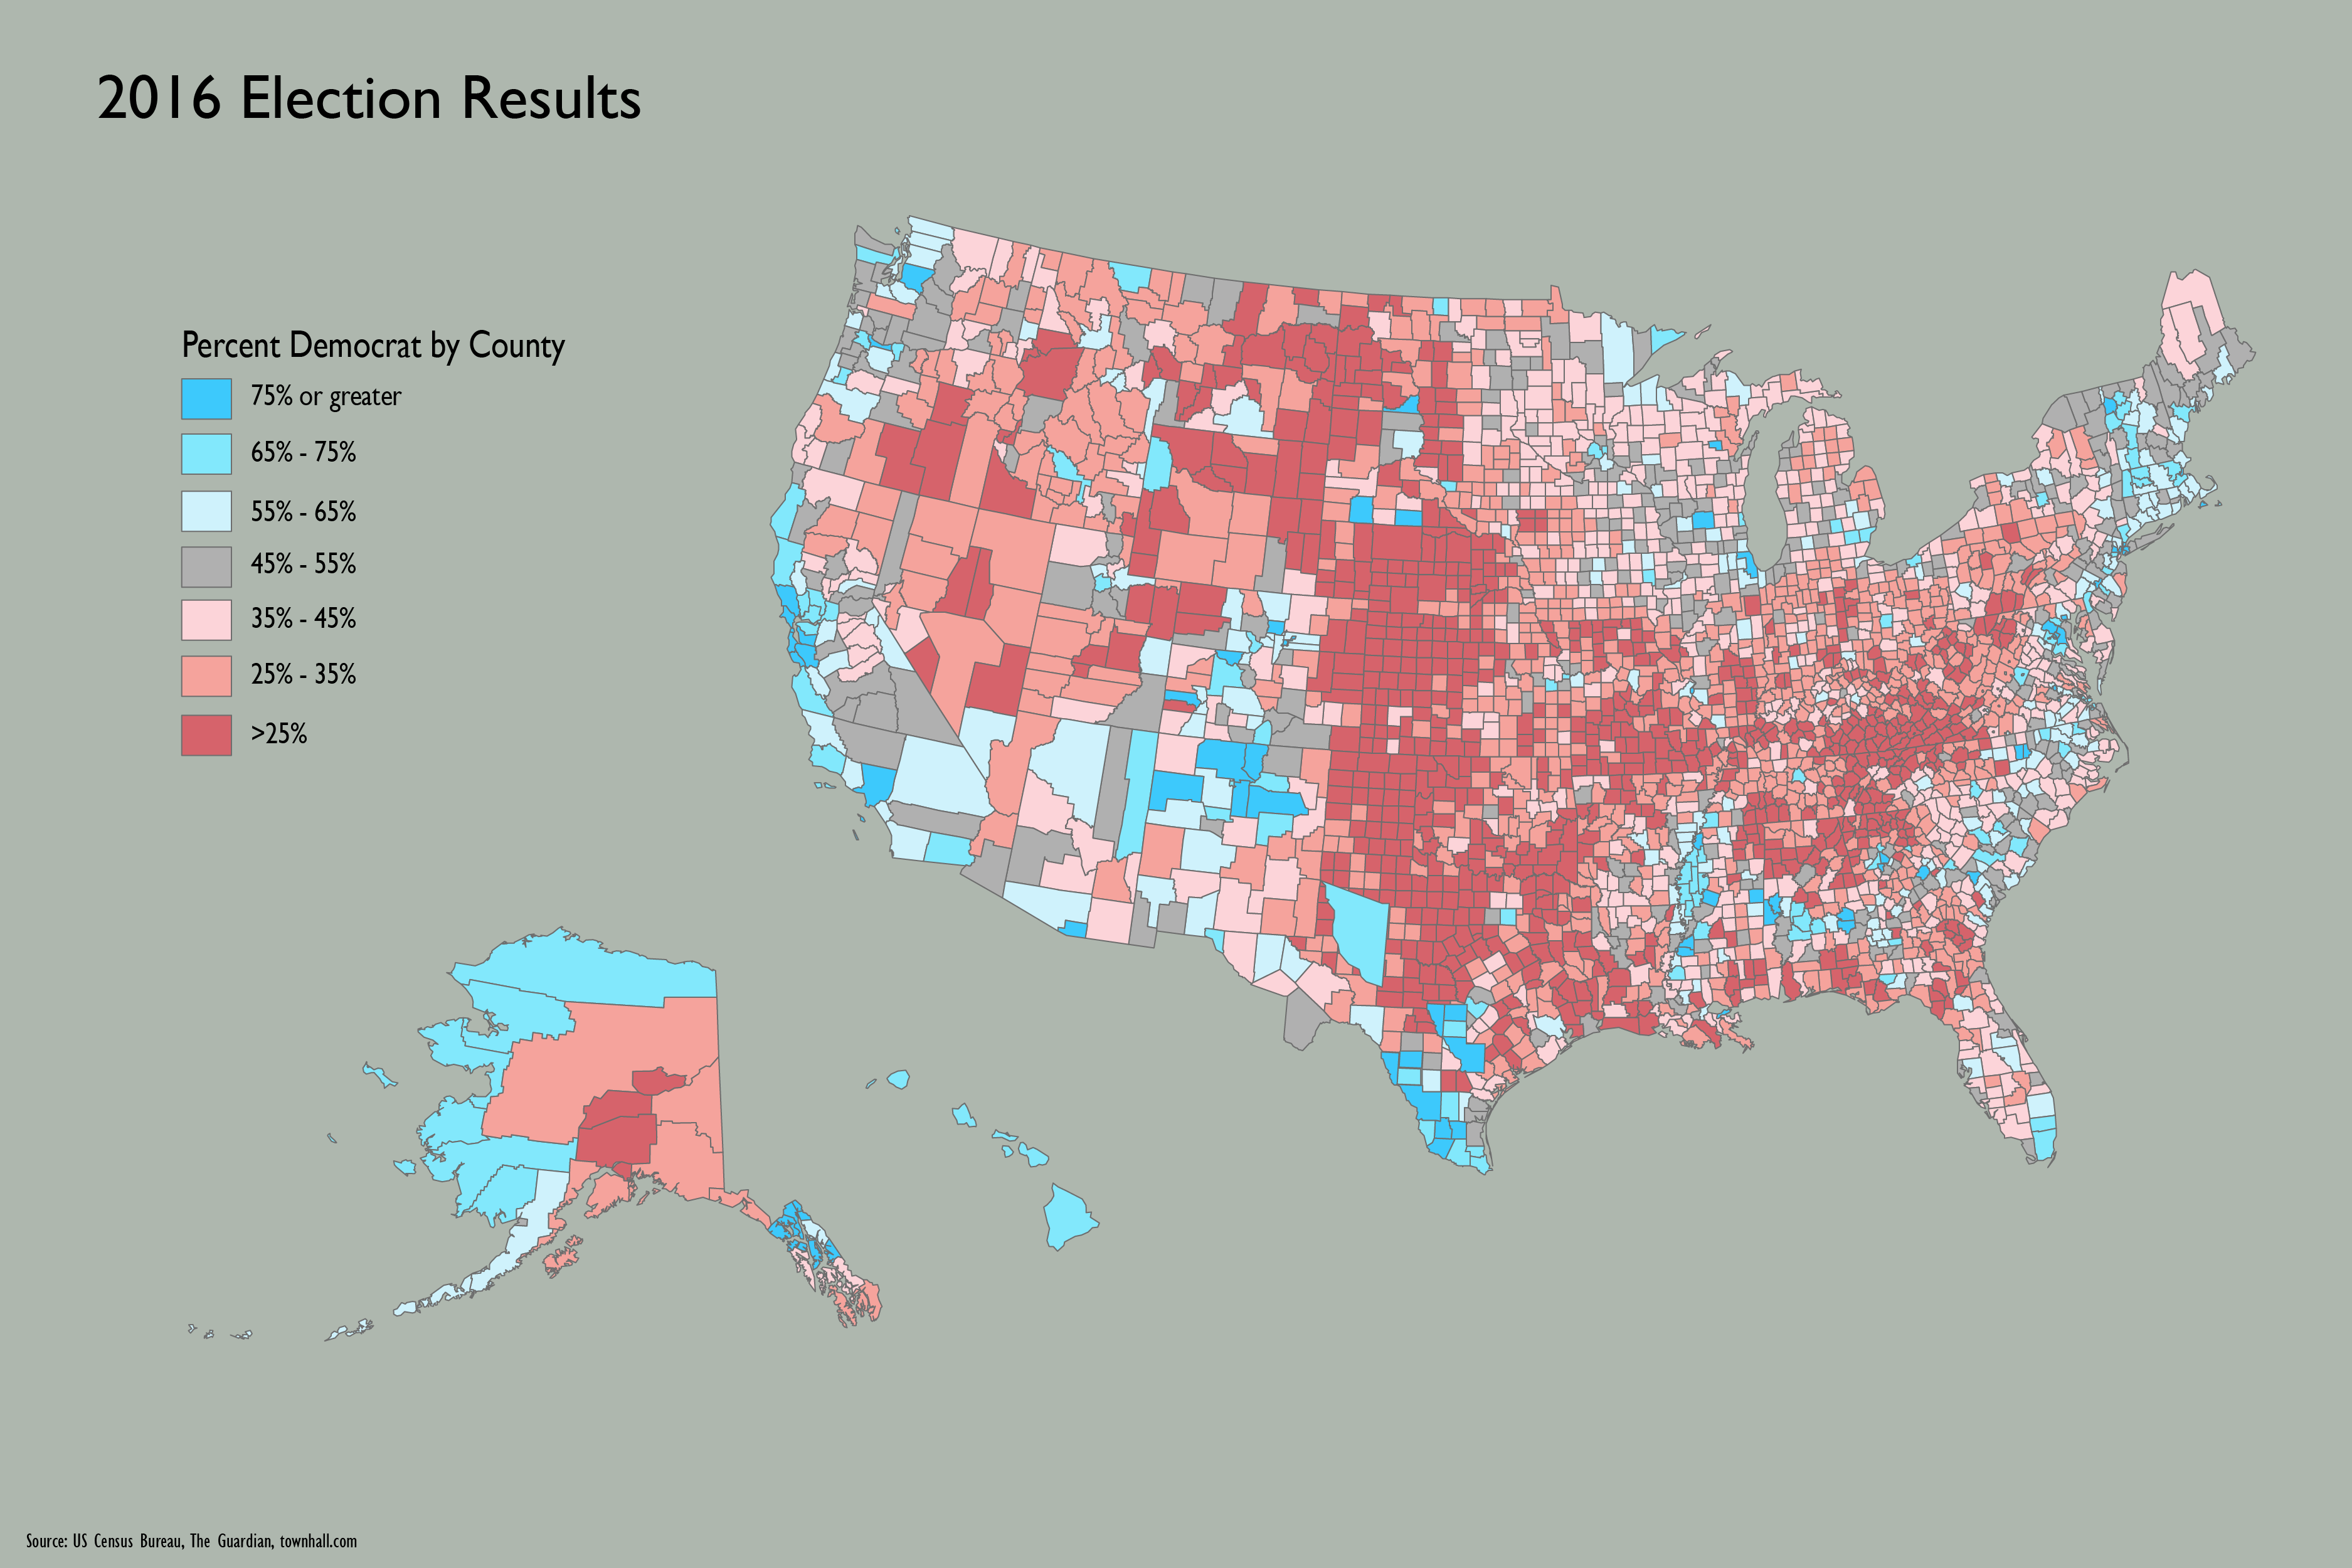 2016 Election Results
Percent Democrat by County
75% or greater
65% - 75%
55% - 65%
45% - 55%
35% - 45%
25% - 35%
>25%
Source: US Census Bureau, The Guardian, townhall.com